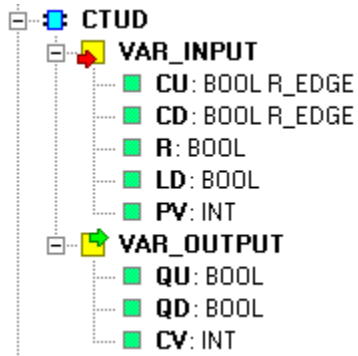 CTUD
VAR_INPUT
CU: BOOL R_EDGE
CD: BOOL R_EDGE
R: BOOL
LD: BOOL
PV: INT
VAR_OUTPUT
QU: BOOL
QD: BOOL
CV: INT